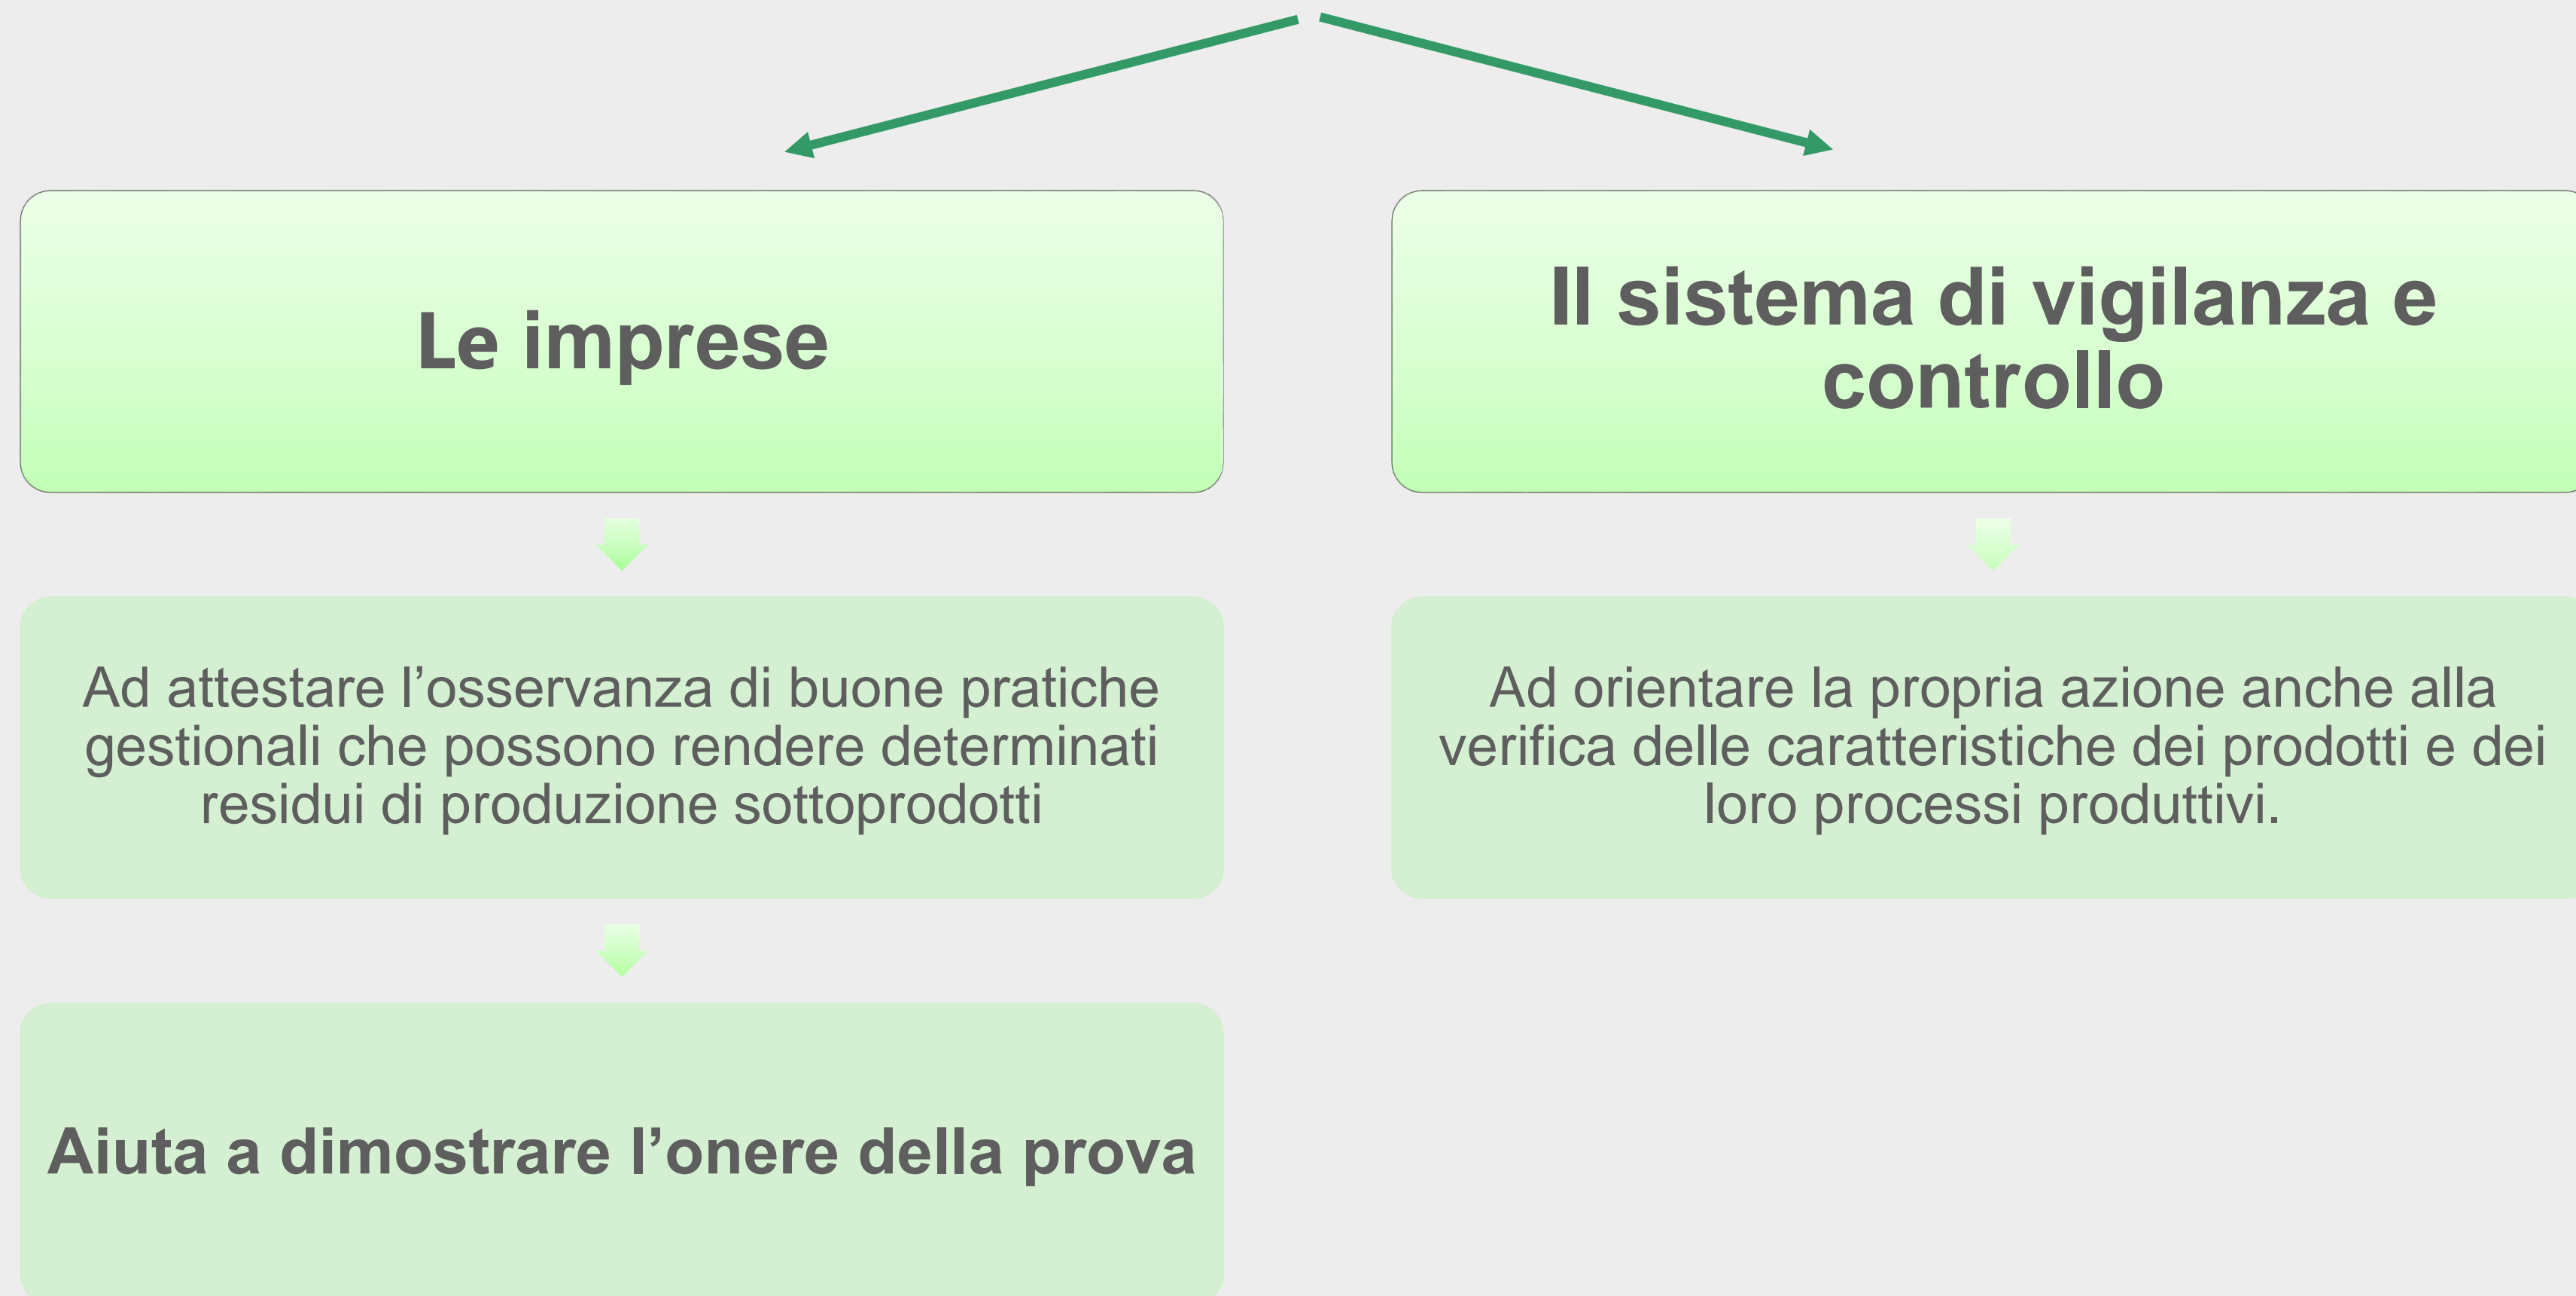 Le imprese
Ad attestare l’osservanza di buone pratiche
gestionali che possono rendere determinati
residui di produzione sottoprodotti
Aiuta a dimostrare l’onere della prova
Il sistema di vigilanza e
controllo
Ad orientare la propria azione anche alla
verifica delle caratteristiche dei prodotti e dei
loro processi produttivi.